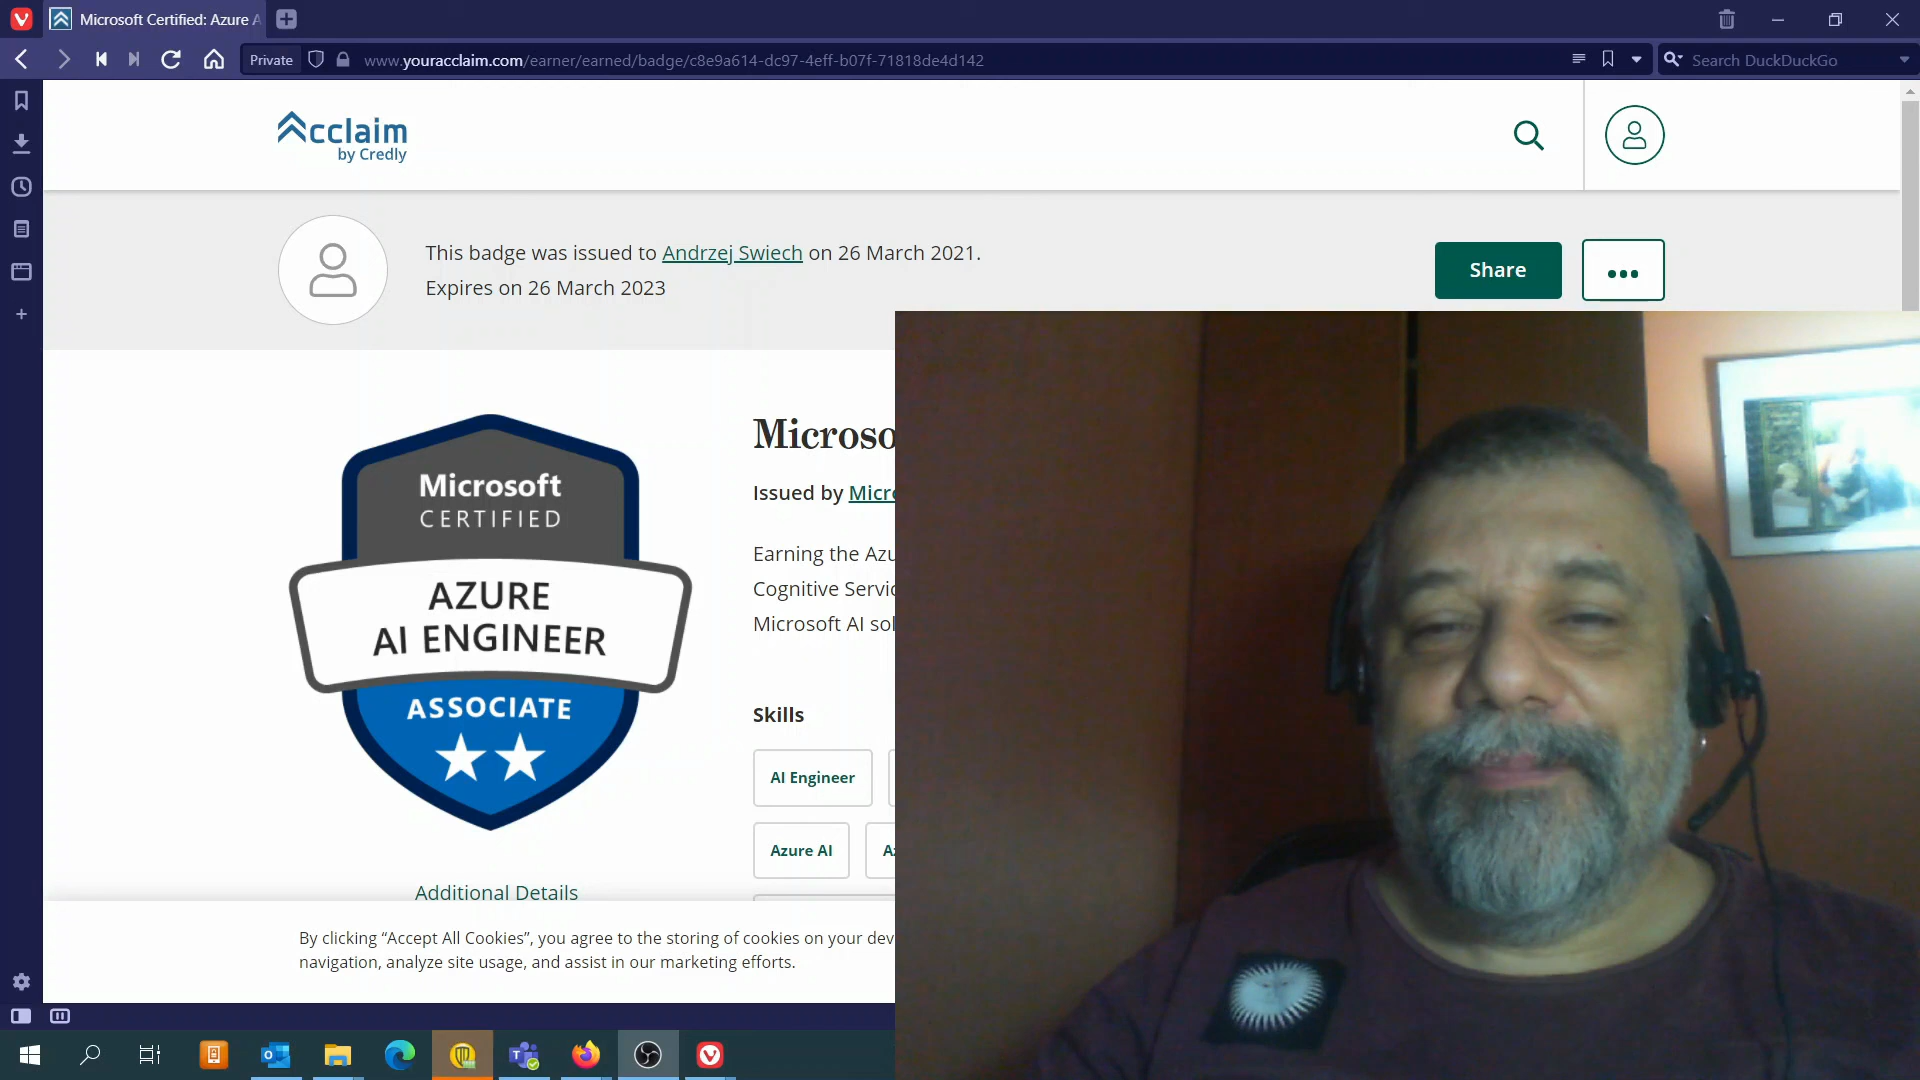 Microsoft Certified: Azure A
Private
www.youracclaim.com/earner/earned/badge/c8e9a614-dc97-4eff-b07f-71818de4d142
Search DuckDuckGo
Acclaim
by Credly
This badge was issued to Andrzej Swiech on 26 March 2021.
Expires on 26 March 2023
Share
Microsoft
CERTIFIED
AZURE
AI ENGINEER
ASSOCIATE
Microso
Issued by Micro
Earning the Azu
Cognitive Servic
Microsoft AI sol
Skills
AI Engineer
Azure AI
Additional Details
By clicking “Accept All Cookies”, you agree to the storing of cookies on your dev
navigation, analyze site usage, and assist in our marketing efforts.